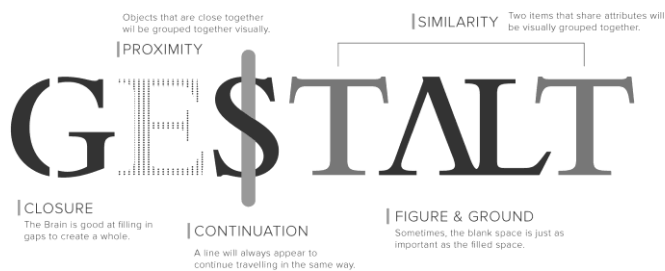 Objects that are close together
wil be grouped together visually.
PROXIMITY
SIMILARITY
Two items that share attributes will
be visually grouped together.
GESTALT
CLOSURE
The Brain is good at filling in
gaps to create a whole.
CONTINUATION
A line will always appear to
continue travelling in the same way.
FIGURE & GROUND
Sometimes, the blank space is just as
important as the filled space.